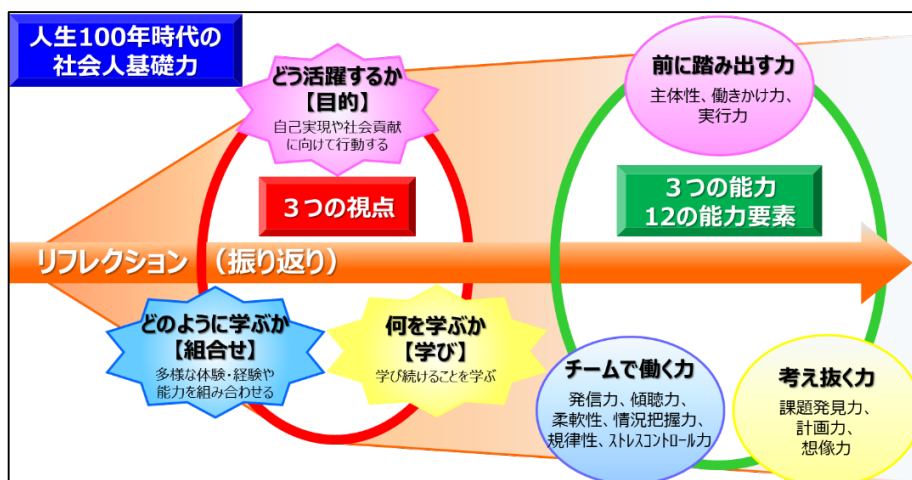 人生100年時代の
社会人基礎力
どう活躍するか
【目的】
自己実現や社会貢献
に向けて行動する
前に踏み出す力
主体性、働きかけ力、
実行力
3つの視点
3つの能力
12の能力要素
リフレクション （振り返り）
どのように学ぶか
【組合せ】
多様な体験・経験や
能力を組み合わせる
何を学ぶか
【学び】
学び続けることを学ぶ
チームで働く力
発信力、傾聴力、
柔軟性、情況把握力、
規律性、ストレスコントロール力
考え抜く力
課題発見力、
計画力、
想像力